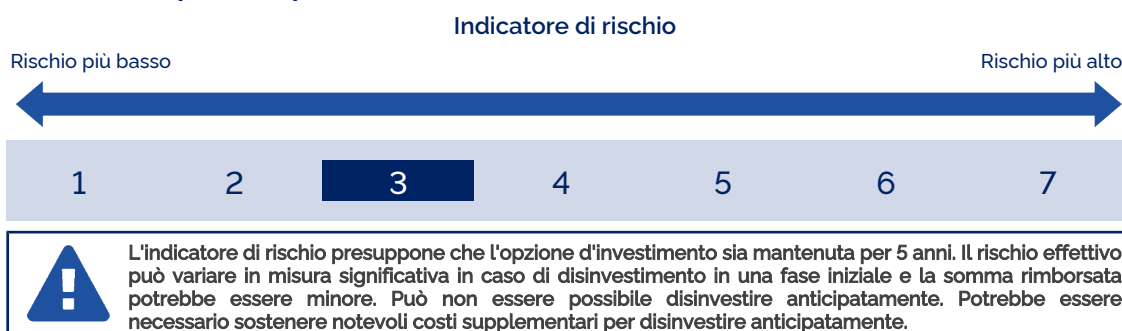 Indicatore di rischio
Rischio più basso
Rischio più alto
1 2 3 4 5 6 7
L'indicatore di rischio presuppone che l'opzione d'investimento sia mantenuta per 5 anni. Il rischio effettivo
può variare in misura significativa in caso di disinvestimento in una fase iniziale e la somma rimborsata
potrebbe essere minore. Può non essere possibile disinvestire anticipatamente. Potrebbe essere
necessario sostenere notevoli costi supplementari per disinvestire anticipatamente.